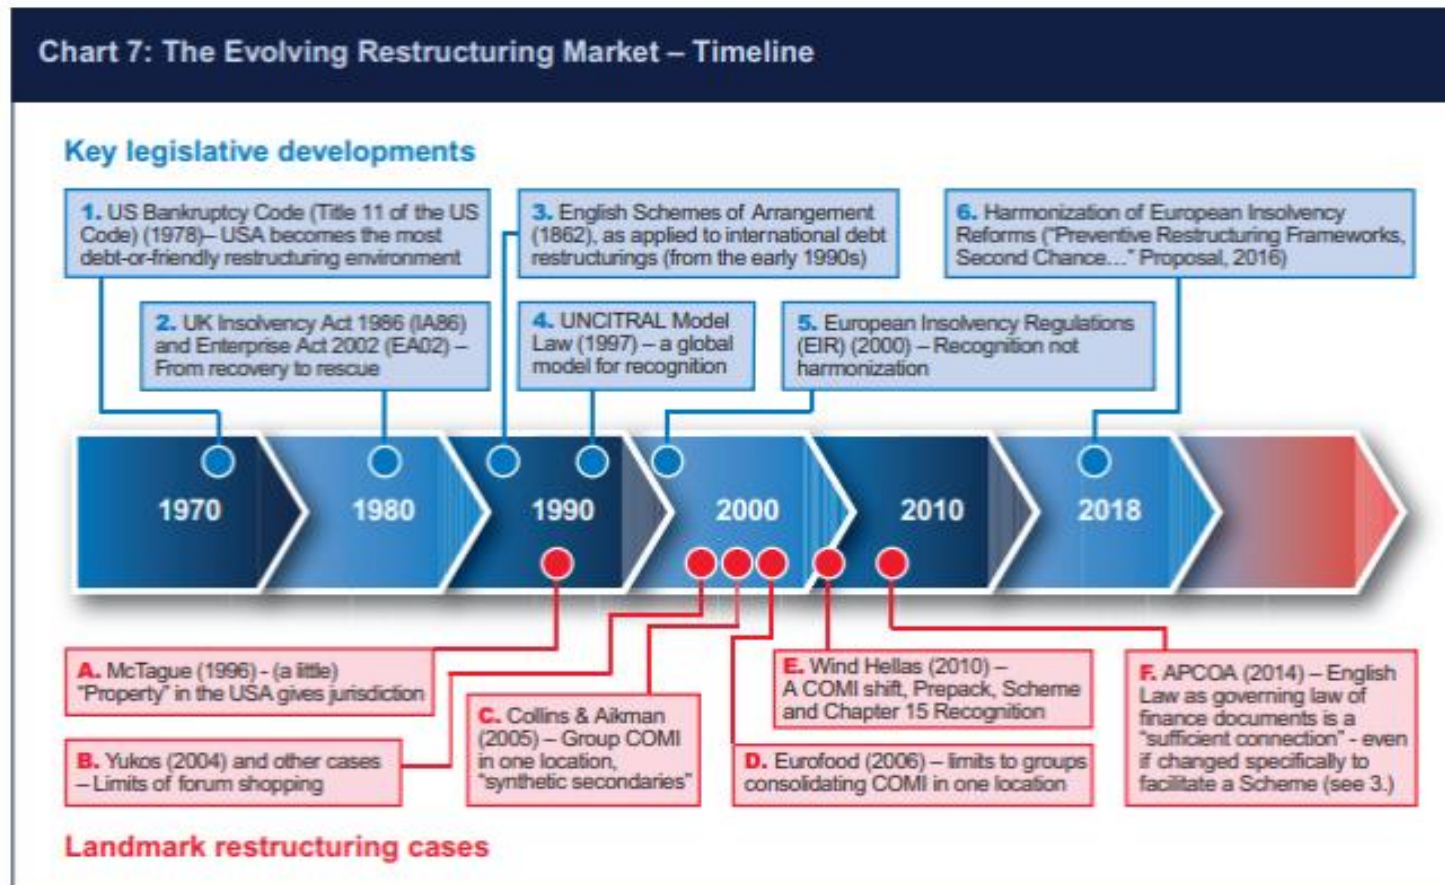 Chart 7: The Evolving Restructuring Market – Timeline
Key legislative developments
1. US Bankruptcy Code (Title 11 of the US
Code) (1978)– USA becomes the most
debt-or-friendly restructuring environment
3. English Schemes of Arrangement
(1862), as applied to international debt
restructurings (from the early 1990s)
6. Harmonization of European Insolvency
Reforms (“Preventive Restructuring Frameworks,
Second Chance…” Proposal, 2016)
2. UK Insolvency Act 1986 (IA86)
and Enterprise Act 2002 (EA02) –
From recovery to rescue
4. UNCITRAL Model
Law (1997) – a global
model for recognition
5. European Insolvency Regulations
(EIR) (2000) – Recognition not
harmonization
1970
1980
1990
2000
2010
2018
A. McTague (1996) - (a little)
“Property” in the USA gives jurisdiction
B. Yukos (2004) and other cases
– Limits of forum shopping
C. Collins & Aikman
(2005) – Group COMI
in one location,
“synthetic secondaries”
E. Wind Hellas (2010) –
A COMI shift, Prepack, Scheme
and Chapter 15 Recognition
D. Eurofood (2006) – limits to groups
consolidating COMI in one location
F. APCOA (2014) – English
Law as governing law of
finance documents is a
“sufficient connection” - even
if changed specifically to
facilitate a Scheme (see 3.)
Landmark restructuring cases